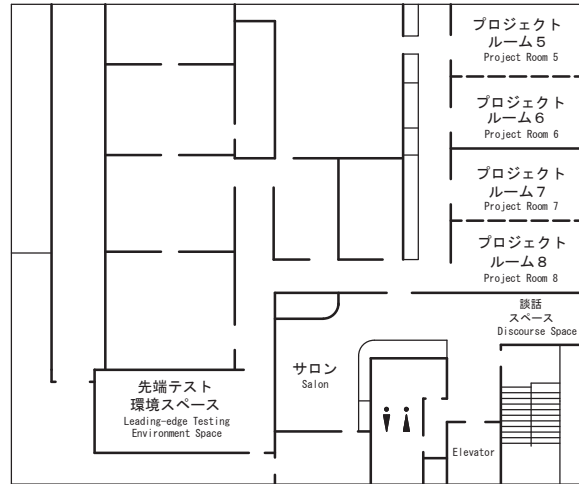 プロジェクト
ルーム５
Project Room 5
プロジェクト
ルーム６
Project Room 6
プロジェクト
ルーム７
Project Room 7
プロジェクト
ルーム８
Project Room 8
談話
スペース
Discourse Space
サロン
Salon
先端テスト
環境スペース
Leading-edge Testing
Environment Space
Elevator